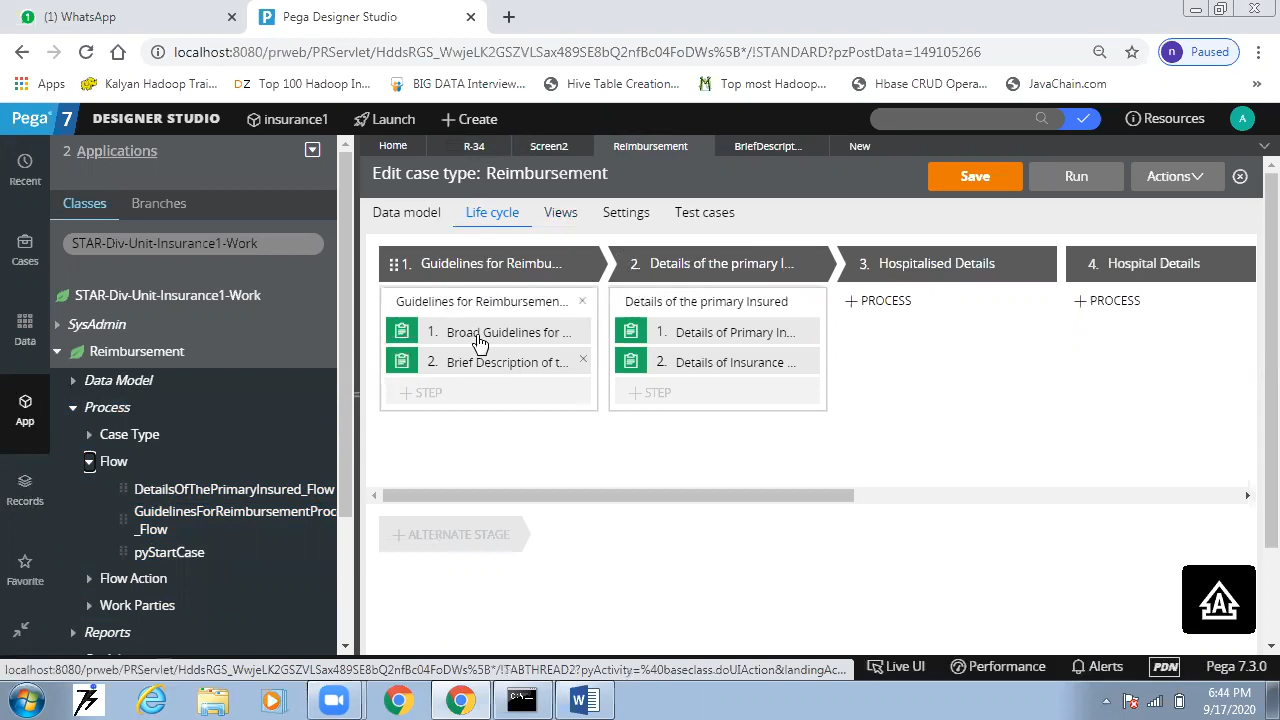 (1) WhatsApp
Pega Designer Studio
localhost:8080/prweb/PRServlet/HddsRGS_WwjeLK2GSZVLSax489SE8bQ2nfBc04FoDWs%5B*/!STANDARD?pzPostData=149105266
n Paused
Apps
Kalyan Hadoop Trai...
DZ Top 100 Hadoop In...
BIG DATA Interview...
Hive Table Creation...
Top most Hadoop...
Hbase CRUD Opera...
JavaChain.com
Pega 7 DESIGNER STUDIO
insurance1
Launch
Create
Resources
A
2 Applications
Home
R-34
Screen2
Reimbursement
BriefDescript...
New
Recent
Edit case type: Reimbursement
Save
Run
Actions
Classes
Branches
Data model
Life cycle
Views
Settings
Test cases
STAR-Div-Unit-Insurance1-Work
Cases
1. Guidelines for Reimbu...
2. Details of the primary I...
3. Hospitalised Details
4. Hospital Details
STAR-Div-Unit-Insurance1-Work
Guidelines for Reimbursemen...
Details of the primary Insured
PROCESS
PROCESS
SysAdmin
Data
1. Broad Guidelines for ...
1. Details of Primary In...
Reimbursement
2. Brief Description of t...
2. Details of Insurance ...
Data Model
STEP
STEP
Process
App
Case Type
Flow
DetailsOfThePrimaryInsured_Flow
Records
GuidelinesForReimbursementProc
_Flow
ALTERNATE STAGE
pyStartCase
Favorite
Flow Action
Work Parties
A
Reports
localhost:8080/prweb/PRServlet/HddsRGS_WwjeLK2GSZVLSax489SE8bQ2nfBc04FoDWs%5B*/!TABTHREAD2?pyActivity=%40baseclass.doUIAction&landingAc...
Live UI
Performance
Alerts
PDN
Pega 7.3.0
6:44 PM
9/17/2020